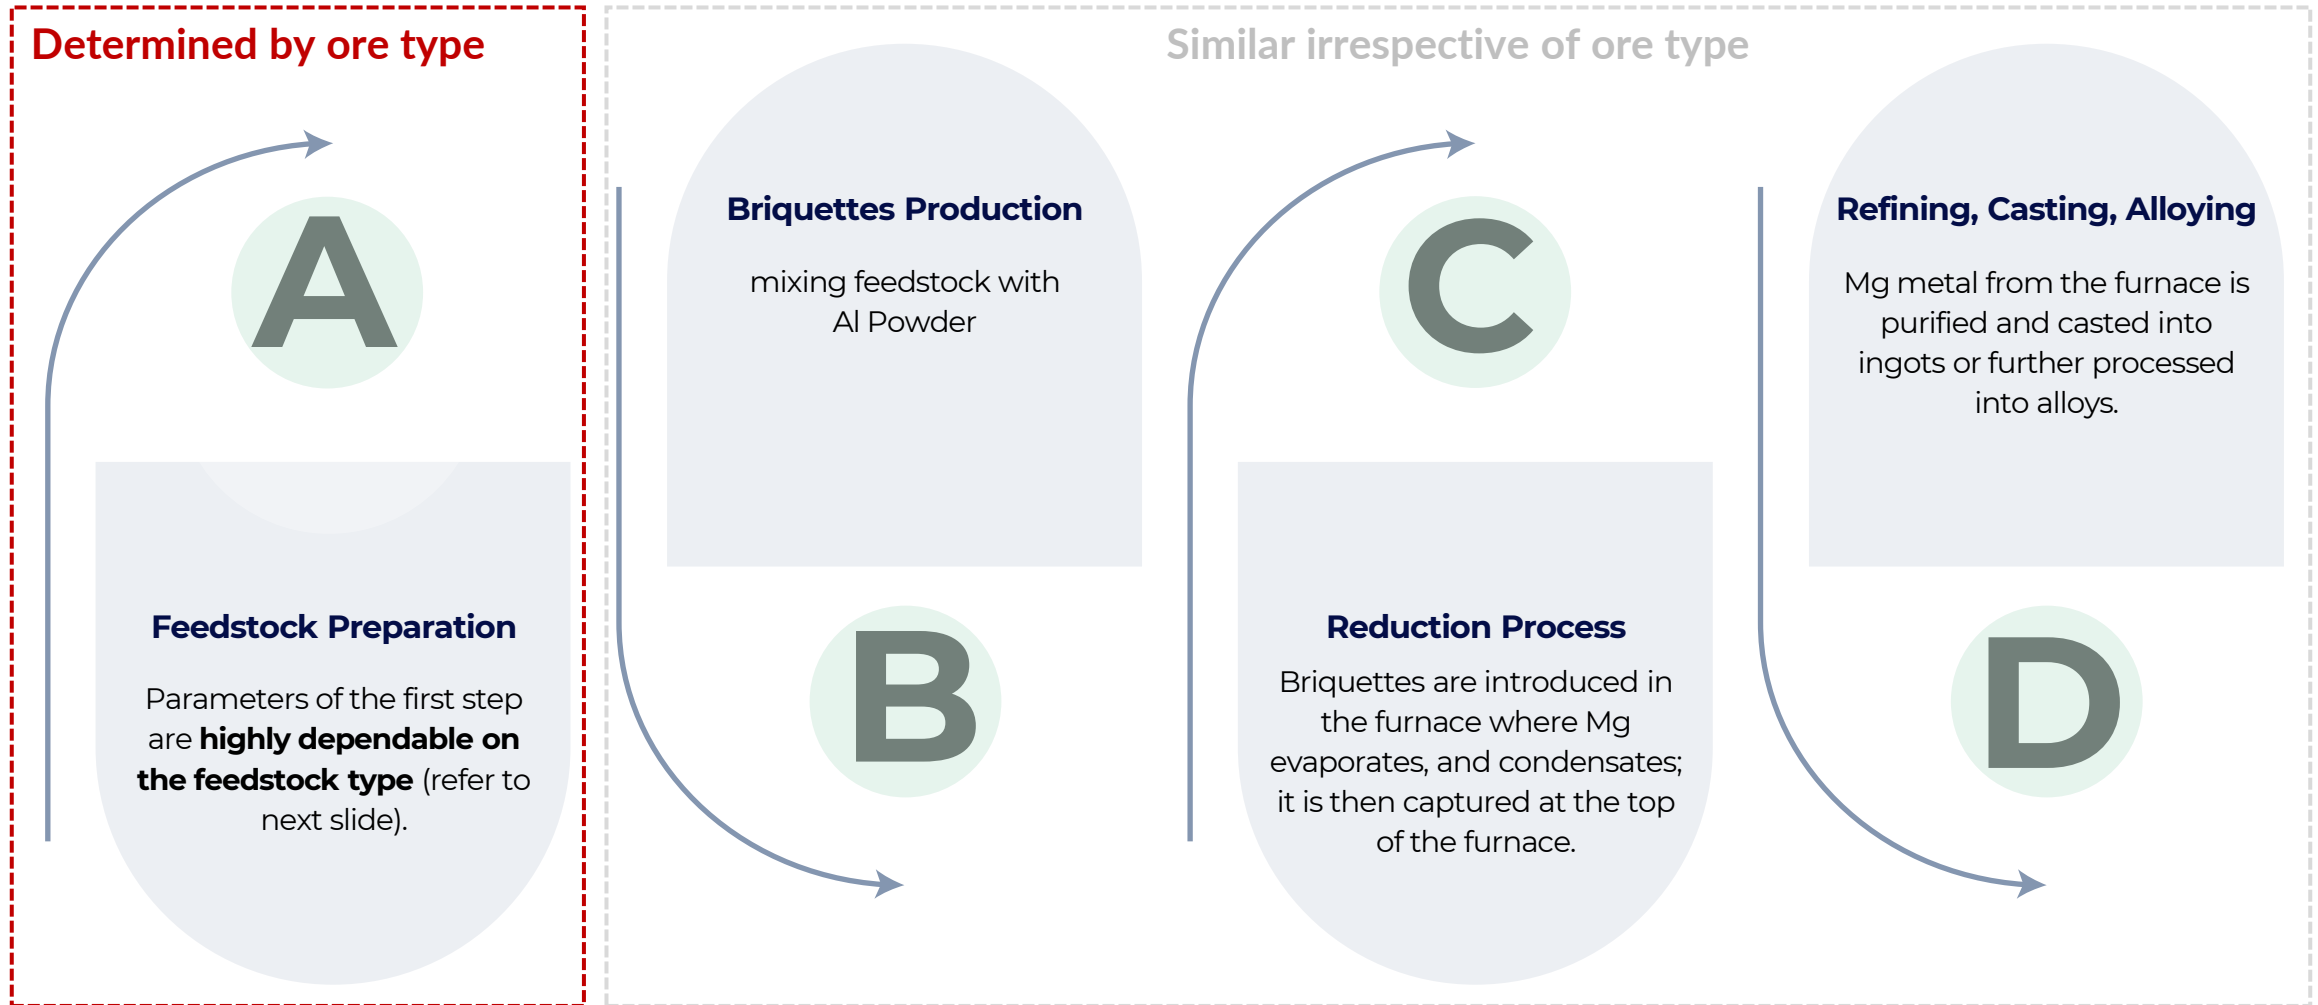 Determined by ore type
A
Feedstock Preparation
Parameters of the first step
are highly dependable on
the feedstock type (refer to
next slide).
Similar irrespective of ore type
Briquettes Production
mixing feedstock with
Al Powder
B
C
Reduction Process
Briquettes are introduced in
the furnace where Mg
evaporates, and condensates;
it is then captured at the top
of the furnace.
Refining, Casting, Alloying
Mg metal from the furnace is
purified and casted into
ingots or further processed
into alloys.
D